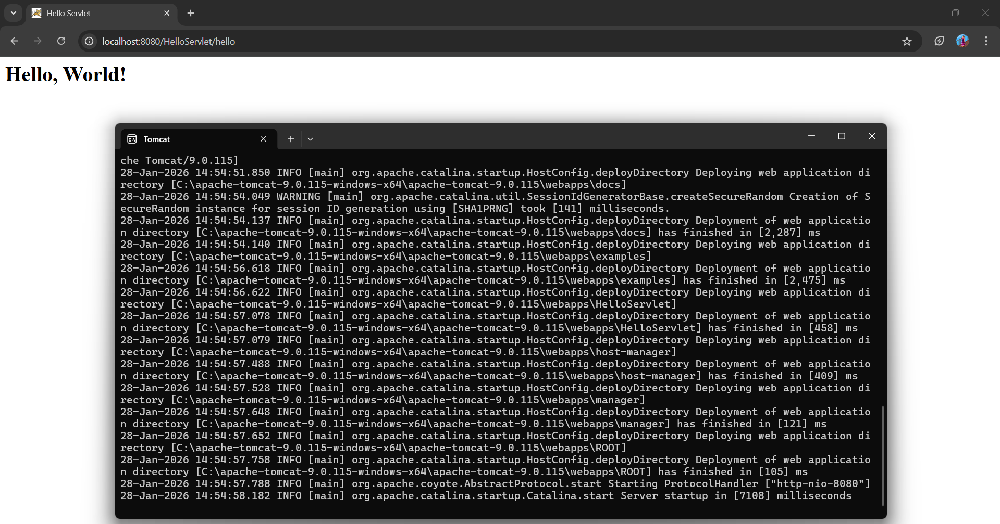 Hello Servlet
localhost:8080/HelloServlet/hello
Hello, World!
Tomcat
che Tomcat/9.0.115]
28-Jan-2026 14:54:51.850 INFO [main] org.apache.catalina.startup.HostConfig.deployDirectory Deploying web application di
rectory [C:\apache-tomcat-9.0.115-windows-x64\apache-tomcat-9.0.115\webapps\docs]
28-Jan-2026 14:54:54.049 WARNING [main] org.apache.catalina.util.SessionIdGeneratorBase.createSecureRandom Creation of S
ecureRandom instance for session ID generation using [SHA1PRNG] took [141] milliseconds.
28-Jan-2026 14:54:54.137 INFO [main] org.apache.catalina.startup.HostConfig.deployDirectory Deployment of web applicatio
n directory [C:\apache-tomcat-9.0.115-windows-x64\apache-tomcat-9.0.115\webapps\docs] has finished in [2,287] ms
28-Jan-2026 14:54:54.140 INFO [main] org.apache.catalina.startup.HostConfig.deployDirectory Deploying web application di
rectory [C:\apache-tomcat-9.0.115-windows-x64\apache-tomcat-9.0.115\webapps\examples]
28-Jan-2026 14:54:56.618 INFO [main] org.apache.catalina.startup.HostConfig.deployDirectory Deployment of web applicatio
n directory [C:\apache-tomcat-9.0.115-windows-x64\apache-tomcat-9.0.115\webapps\examples] has finished in [2,475] ms
28-Jan-2026 14:54:56.622 INFO [main] org.apache.catalina.startup.HostConfig.deployDirectory Deploying web application di
rectory [C:\apache-tomcat-9.0.115-windows-x64\apache-tomcat-9.0.115\webapps\HelloServlet]
28-Jan-2026 14:54:57.078 INFO [main] org.apache.catalina.startup.HostConfig.deployDirectory Deployment of web applicatio
n directory [C:\apache-tomcat-9.0.115-windows-x64\apache-tomcat-9.0.115\webapps\HelloServlet] has finished in [458] ms
28-Jan-2026 14:54:57.079 INFO [main] org.apache.catalina.startup.HostConfig.deployDirectory Deploying web application di
rectory [C:\apache-tomcat-9.0.115-windows-x64\apache-tomcat-9.0.115\webapps\host-manager]
28-Jan-2026 14:54:57.488 INFO [main] org.apache.catalina.startup.HostConfig.deployDirectory Deployment of web applicatio
n directory [C:\apache-tomcat-9.0.115-windows-x64\apache-tomcat-9.0.115\webapps\host-manager] has finished in [409] ms
28-Jan-2026 14:54:57.528 INFO [main] org.apache.catalina.startup.HostConfig.deployDirectory Deploying web application di
rectory [C:\apache-tomcat-9.0.115-windows-x64\apache-tomcat-9.0.115\webapps\manager]
28-Jan-2026 14:54:57.648 INFO [main] org.apache.catalina.startup.HostConfig.deployDirectory Deployment of web applicatio
n directory [C:\apache-tomcat-9.0.115-windows-x64\apache-tomcat-9.0.115\webapps\manager] has finished in [121] ms
28-Jan-2026 14:54:57.652 INFO [main] org.apache.catalina.startup.HostConfig.deployDirectory Deploying web application di
rectory [C:\apache-tomcat-9.0.115-windows-x64\apache-tomcat-9.0.115\webapps\ROOT]
28-Jan-2026 14:54:57.758 INFO [main] org.apache.catalina.startup.HostConfig.deployDirectory Deployment of web applicatio
n directory [C:\apache-tomcat-9.0.115-windows-x64\apache-tomcat-9.0.115\webapps\ROOT] has finished in [105] ms
28-Jan-2026 14:54:57.788 INFO [main] org.apache.coyote.AbstractProtocol.start Starting ProtocolHandler ["http-nio-8080"]
28-Jan-2026 14:54:58.182 INFO [main] org.apache.catalina.startup.Catalina.start Server startup in [7108] milliseconds